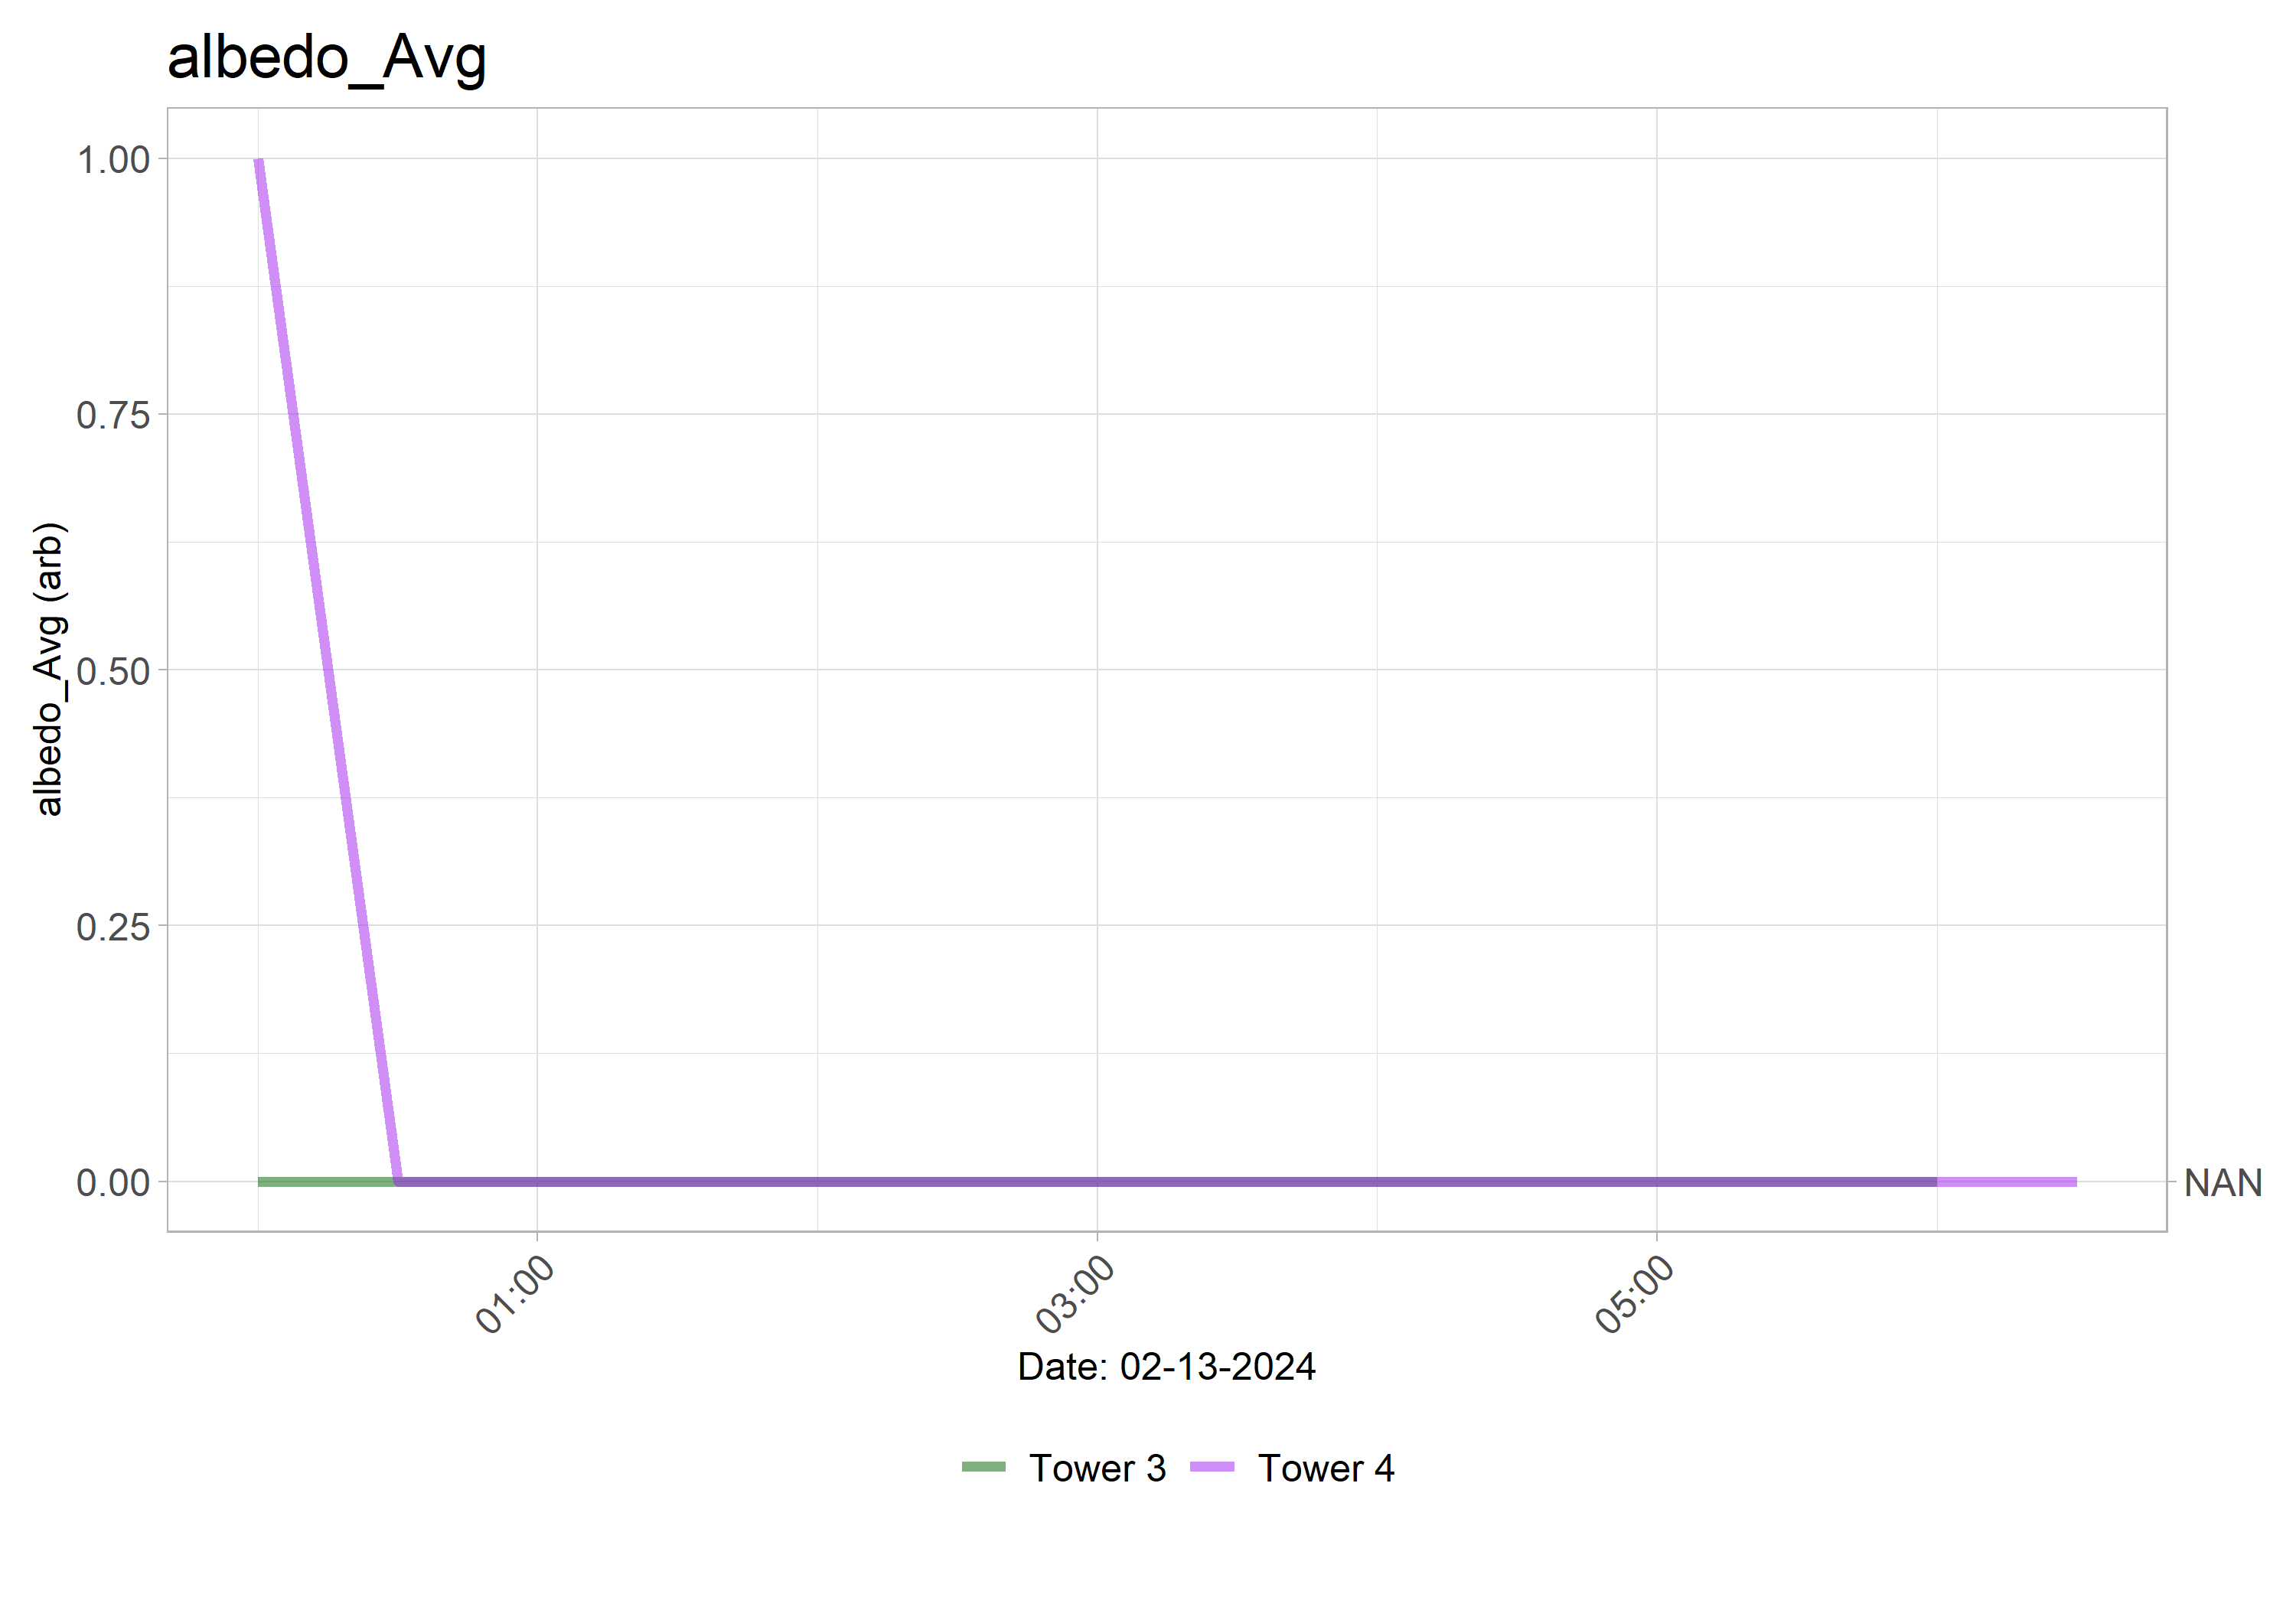 albedo_Avg
albedo_Avg (arb)
1.00
0.75
0.50
0.25
0.00
NAN
01:00
03:00
05:00
Date: 02-13-2024
Tower 3
Tower 4